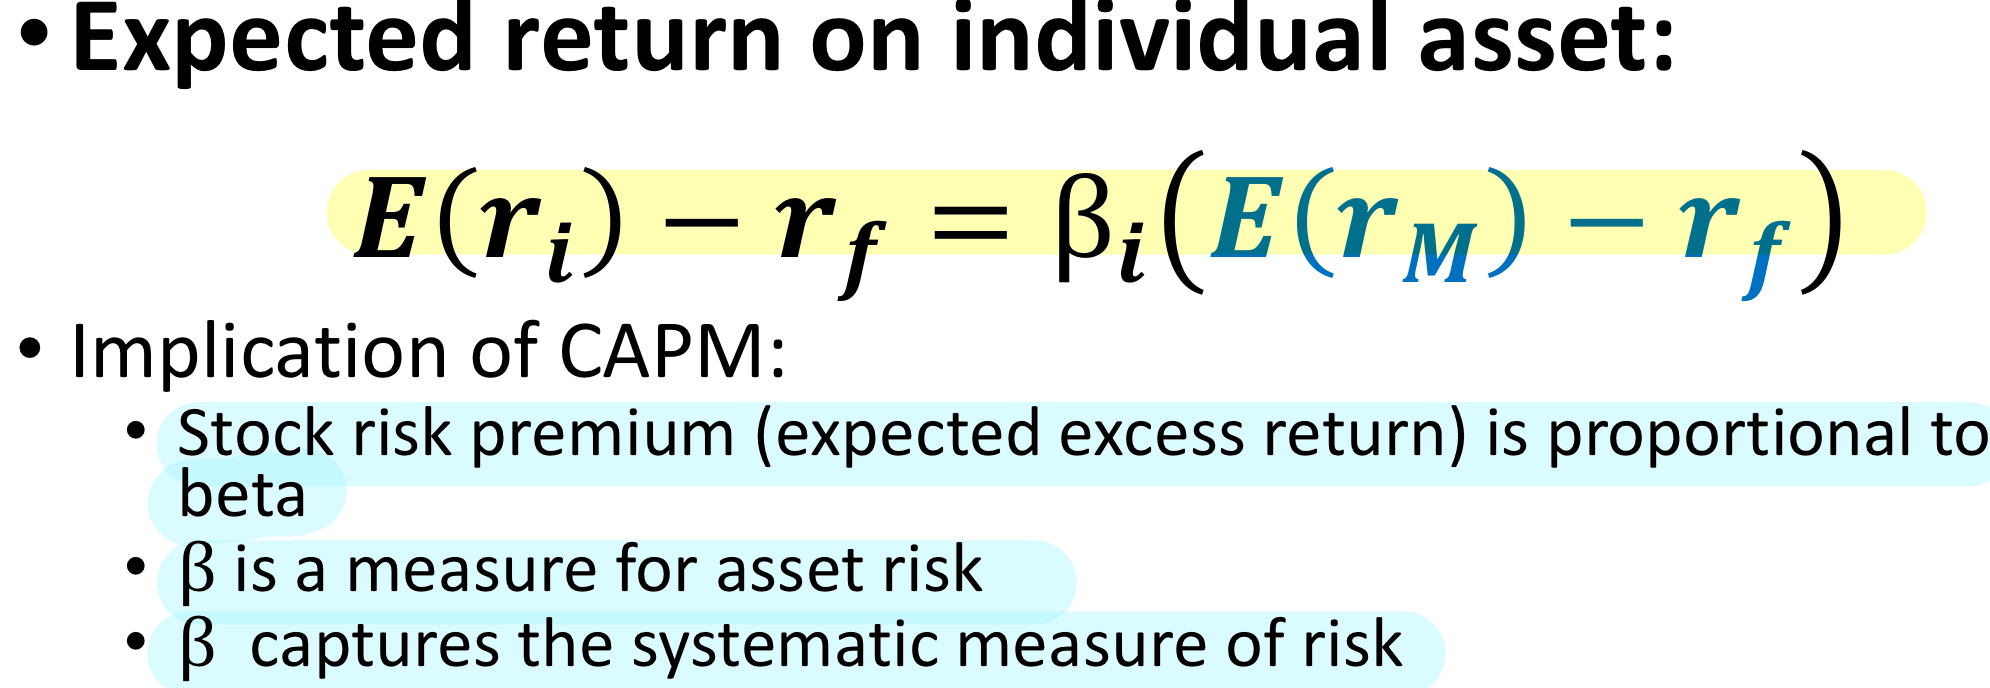 • Expected return on individual asset:
E(r_i) − r_f = β_i(E(r_M) − r_f)
• Implication of CAPM:
• Stock risk premium (expected excess return) is proportional to
beta
• β is a measure for asset risk
• β captures the systematic measure of risk